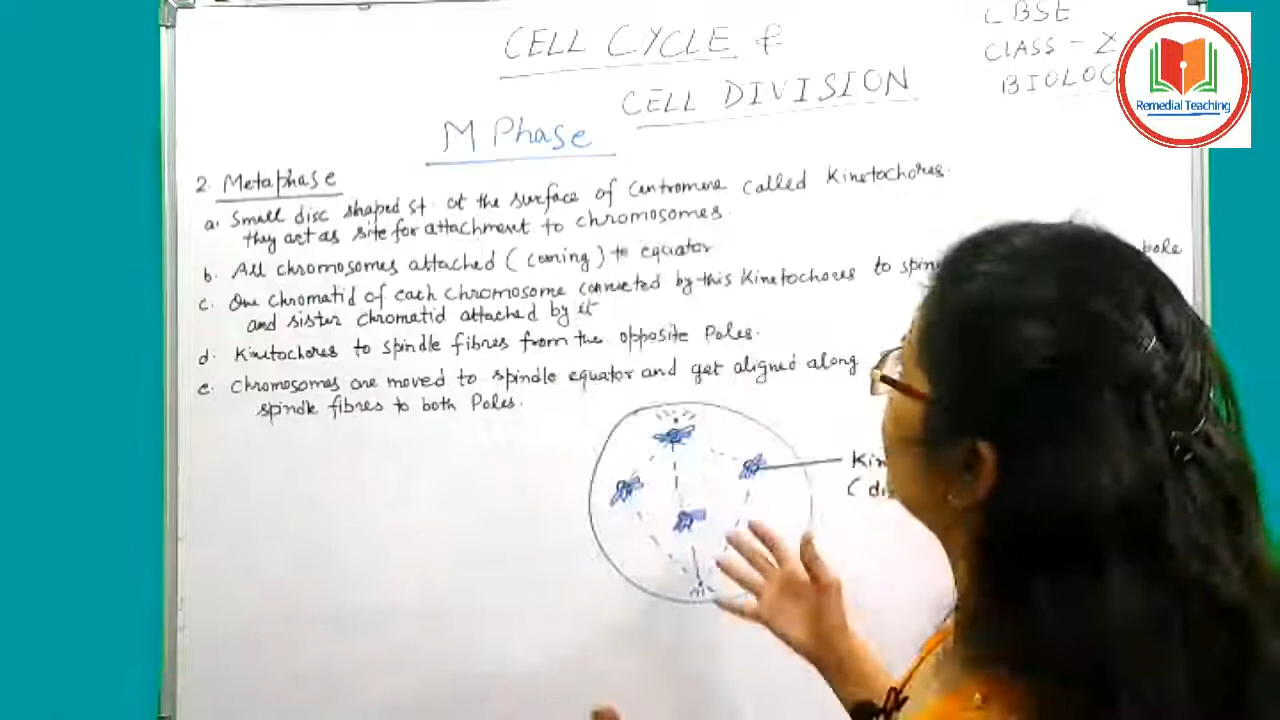 CELL CYCLE &
CELL DIVISION
CBSE
CLASS -
BIOLOG
Remedial Teaching
M Phase
2. Metaphase
a. Small disc shaped st. at the surface of Centromere called Kinetochores.
they act as site for attachment to chromosomes.
b. All chromosomes attached (coming) to equator
c. One chromatid of each chromosome connected by this Kinetochores to spin pole
and sister chromatid attached by it
d. Kinetochores to spindle fibres from the opposite Poles.
e. Chromosomes are moved to spindle equator and get aligned along
spindle fibres to both Poles.
Kin
(di